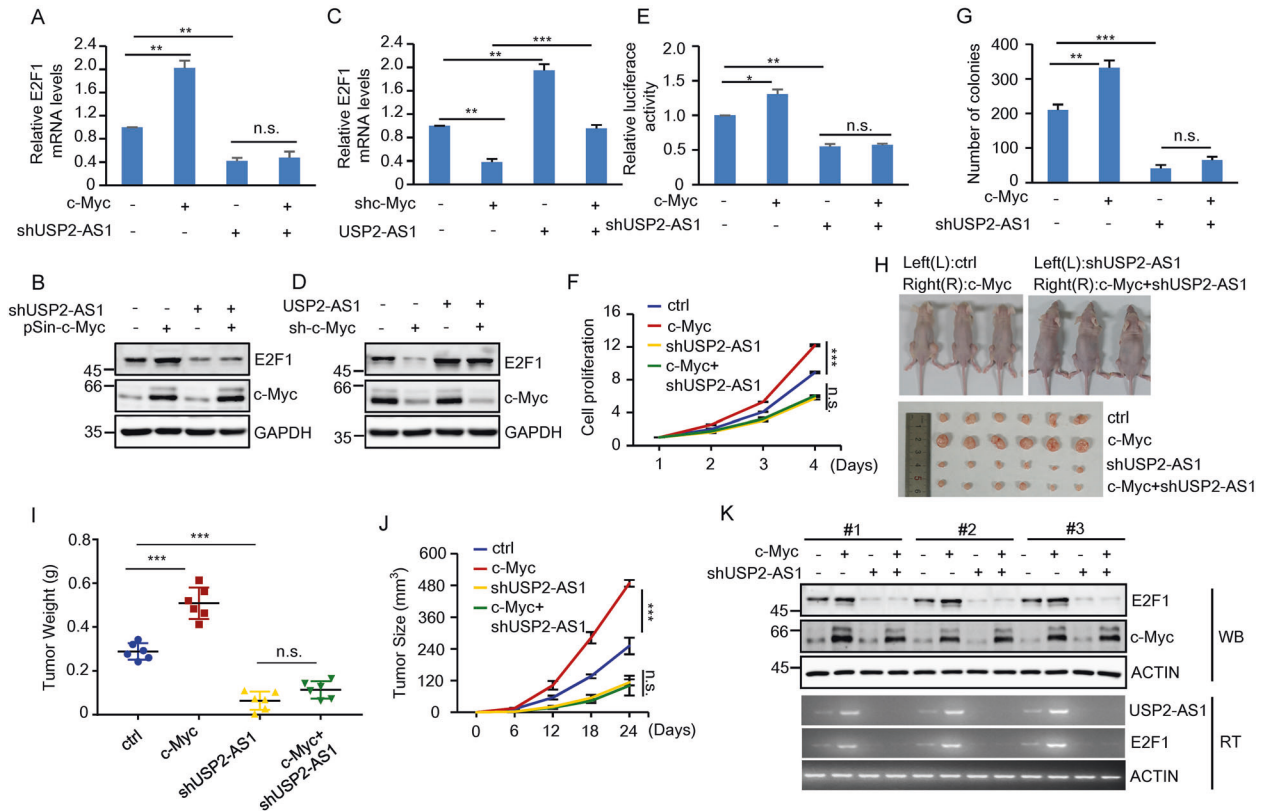 A
Relative E2F1
mRNA levels
2.4
2.0
1.6
1.2
0.8
0.4
0
**
**
n.s.
c-Myc - + - +
shUSP2-AS1 - - + +
C
Relative E2F1
mRNA levels
2.4
2.0
1.6
1.2
0.8
0.4
0
***
**
**
shc-Myc - + - +
USP2-AS1 - - + +
E
Relative luciferace
activity
2.0
1.5
1.0
0.5
0
**
*
n.s.
c-Myc - + - +
shUSP2-AS1 - - + +
G
Number of colonies
400
300
200
100
0
***
**
n.s.
c-Myc - + - +
shUSP2-AS1 - - + +
B
shUSP2-AS1 - - + +
pSin-c-Myc - + - +
45
E2F1
66
c-Myc
35
GAPDH
D
USP2-AS1 - - + +
sh-c-Myc - + - +
45
E2F1
66
c-Myc
35
GAPDH
F
Cell proliferation
16
12
8
4
0
ctrl
c-Myc
shUSP2-AS1
c-Myc+
shUSP2-AS1
***
n.s.
1 2 3 4 (Days)
H
Left(L):ctrl
Right(R):c-Myc
Left(L):shUSP2-AS1
Right(R):c-Myc+shUSP2-AS1
ctrl
c-Myc
shUSP2-AS1
c-Myc+shUSP2-AS1
I
Tumor Weight (g)
0.8
0.6
0.4
0.2
0
***
***
n.s.
ctrl
c-Myc
shUSP2-AS1
c-Myc+
shUSP2-AS1
J
Tumor Size (mm³)
600
480
360
240
120
0
ctrl
c-Myc
shUSP2-AS1
c-Myc+
shUSP2-AS1
***
n.s.
0 6 12 18 24 (Days)
K
#1 #2 #3
c-Myc - + - + - + - + - + - +
shUSP2-AS1 - - + + - - + + - - + +
45
E2F1
66
c-Myc
WB
45
ACTIN
USP2-AS1
E2F1
RT
ACTIN